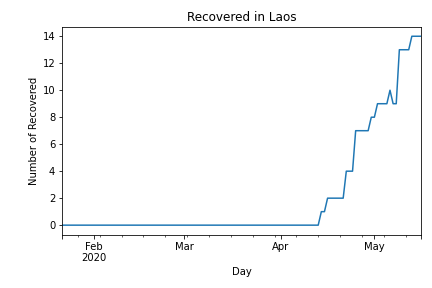 Recovered in Laos
Number of Recovered
14
12
10
8
6
4
2
0
Feb
2020
Mar
Apr
May
Day